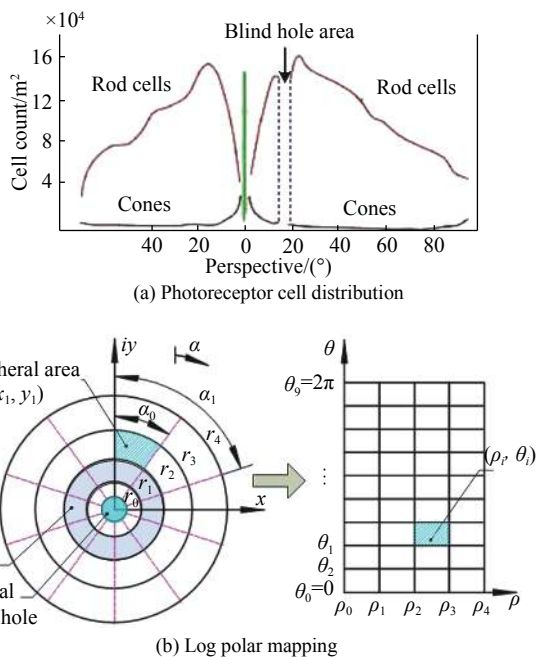 ×10⁴
Blind hole area
16
Rod cells
Rod cells
12
8
4
Cell count/m²
Cones
Cones
40 20 0 20 40 60 80
Perspective/(°)
(a) Photoreceptor cell distribution
iy
α
heral area
x₁, y₁)
α₁
α₀
r₄
r₃
r₂
r₁
r₀
x
al
hole
θ
θ₉=2π
(ρᵢ, θᵢ)
⋮
θ₁
θ₂
θ₀=0
ρ₀ ρ₁ ρ₂ ρ₃ ρ₄ ρ
(b) Log polar mapping